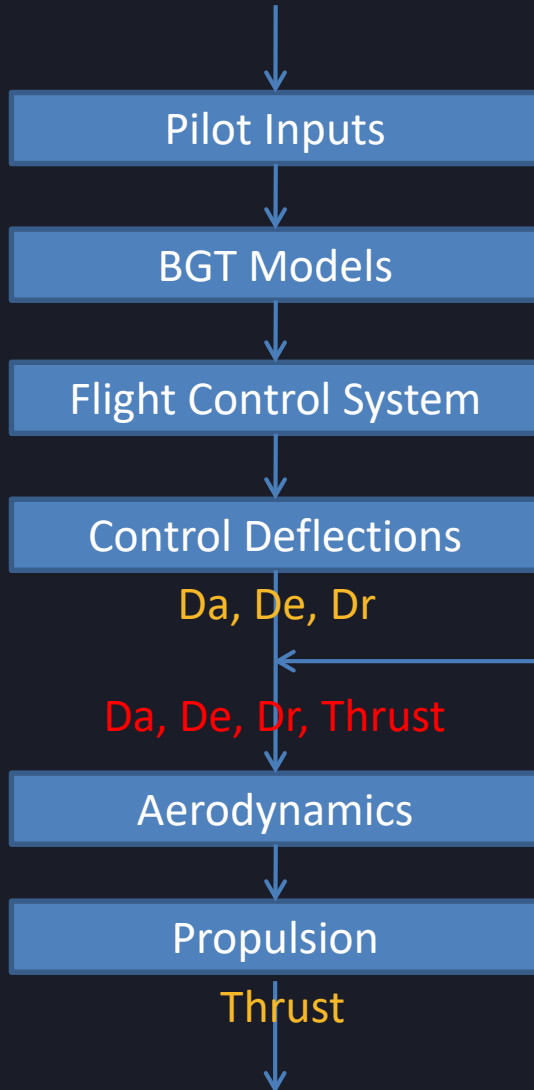 Pilot Inputs
BGT Models
Flight Control System
Control Deflections
Da, De, Dr
Da, De, Dr, Thrust
Aerodynamics
Propulsion
Thrust